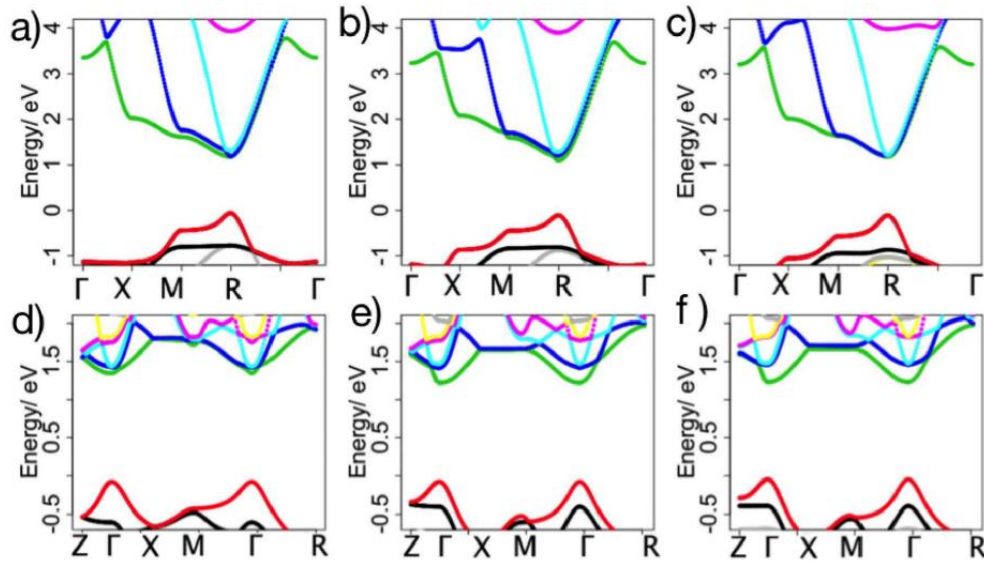 a) b) c)
4 4 4
3 3 3
2 2 2
1 1 1
0 0 0
-1 -1 -1
Energy/ eV Energy/ eV Energy/ eV
Γ X M R Γ Γ X M R Γ Γ X M R Γ
d) e) f)
1.5 1.5 1.5
0.5 0.5 0.5
-0.5 -0.5 -0.5
Energy/ eV Energy/ eV Energy/ eV
Z Γ X M Γ R Z Γ X M Γ R Z Γ X M Γ R